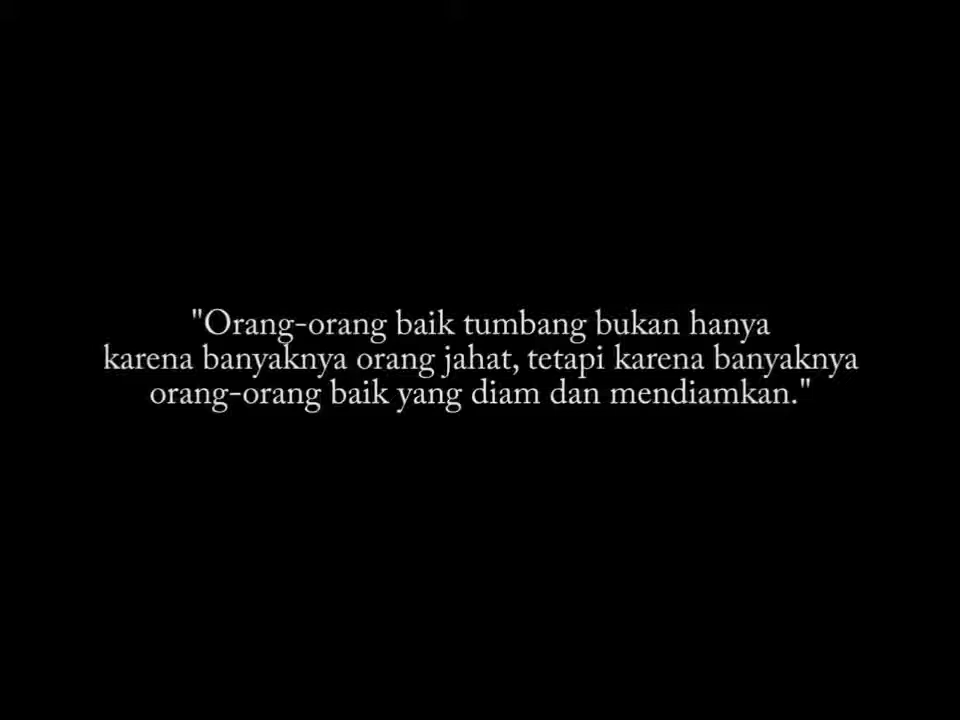 "Orang-orang baik tumbang bukan hanya
karena banyaknya orang jahat, tetapi karena banyaknya
orang-orang baik yang diam dan mendiamkan."